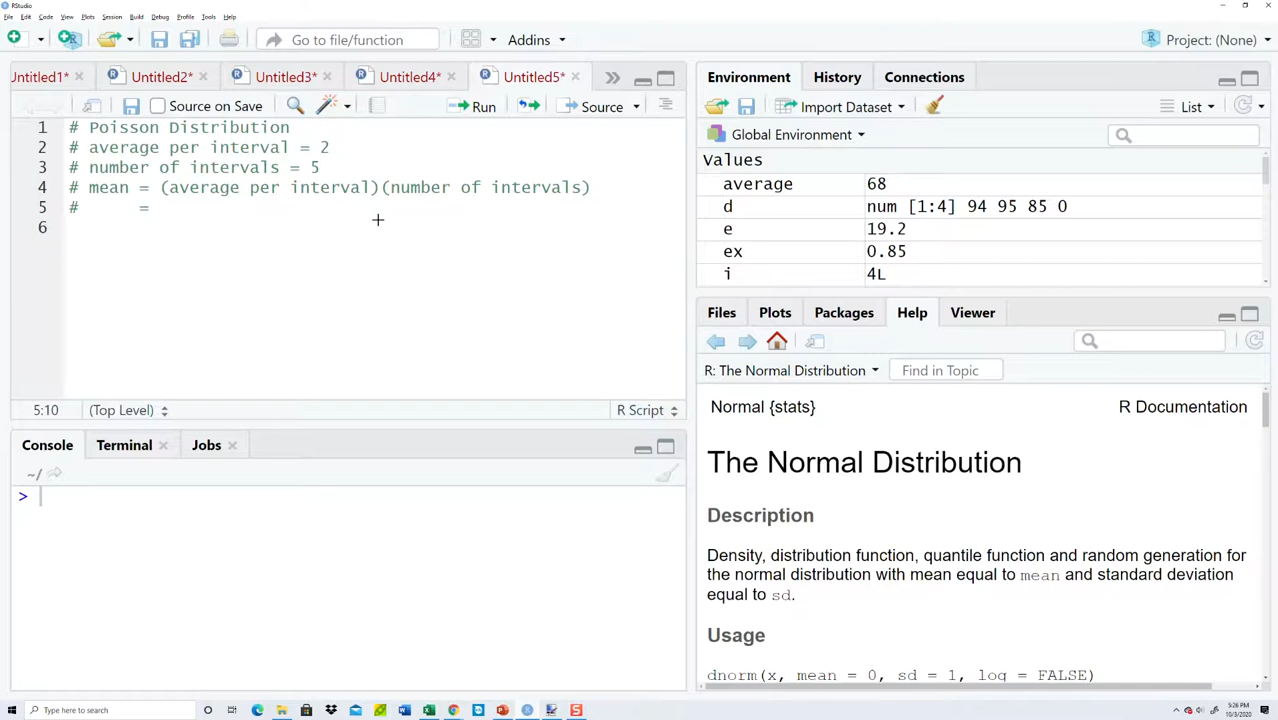 RStudio
File Edit Code View Plots Session Build Debug Profile Tools Help
Go to file/function
Addins
Project: (None)
Untitled1*
Untitled2*
Untitled3*
Untitled4*
Untitled5*
Source on Save
Run
Source
1 # Poisson Distribution
2 # average per interval = 2
3 # number of intervals = 5
4 # mean = (average per interval)(number of intervals)
5 # =
6
5:10 (Top Level) R Script
Console Terminal Jobs
~/
>
Environment History Connections
Import Dataset List
Global Environment
Values
average 68
d num [1:4] 94 95 85 0
e 19.2
ex 0.85
i 4L
Files Plots Packages Help Viewer
R: The Normal Distribution Find in Topic
Normal {stats} R Documentation
The Normal Distribution
Description
Density, distribution function, quantile function and random generation for
the normal distribution with mean equal to mean and standard deviation
equal to sd.
Usage
dnorm(x, mean = 0, sd = 1, log = FALSE)
Type here to search
5:26 PM
10/3/2020